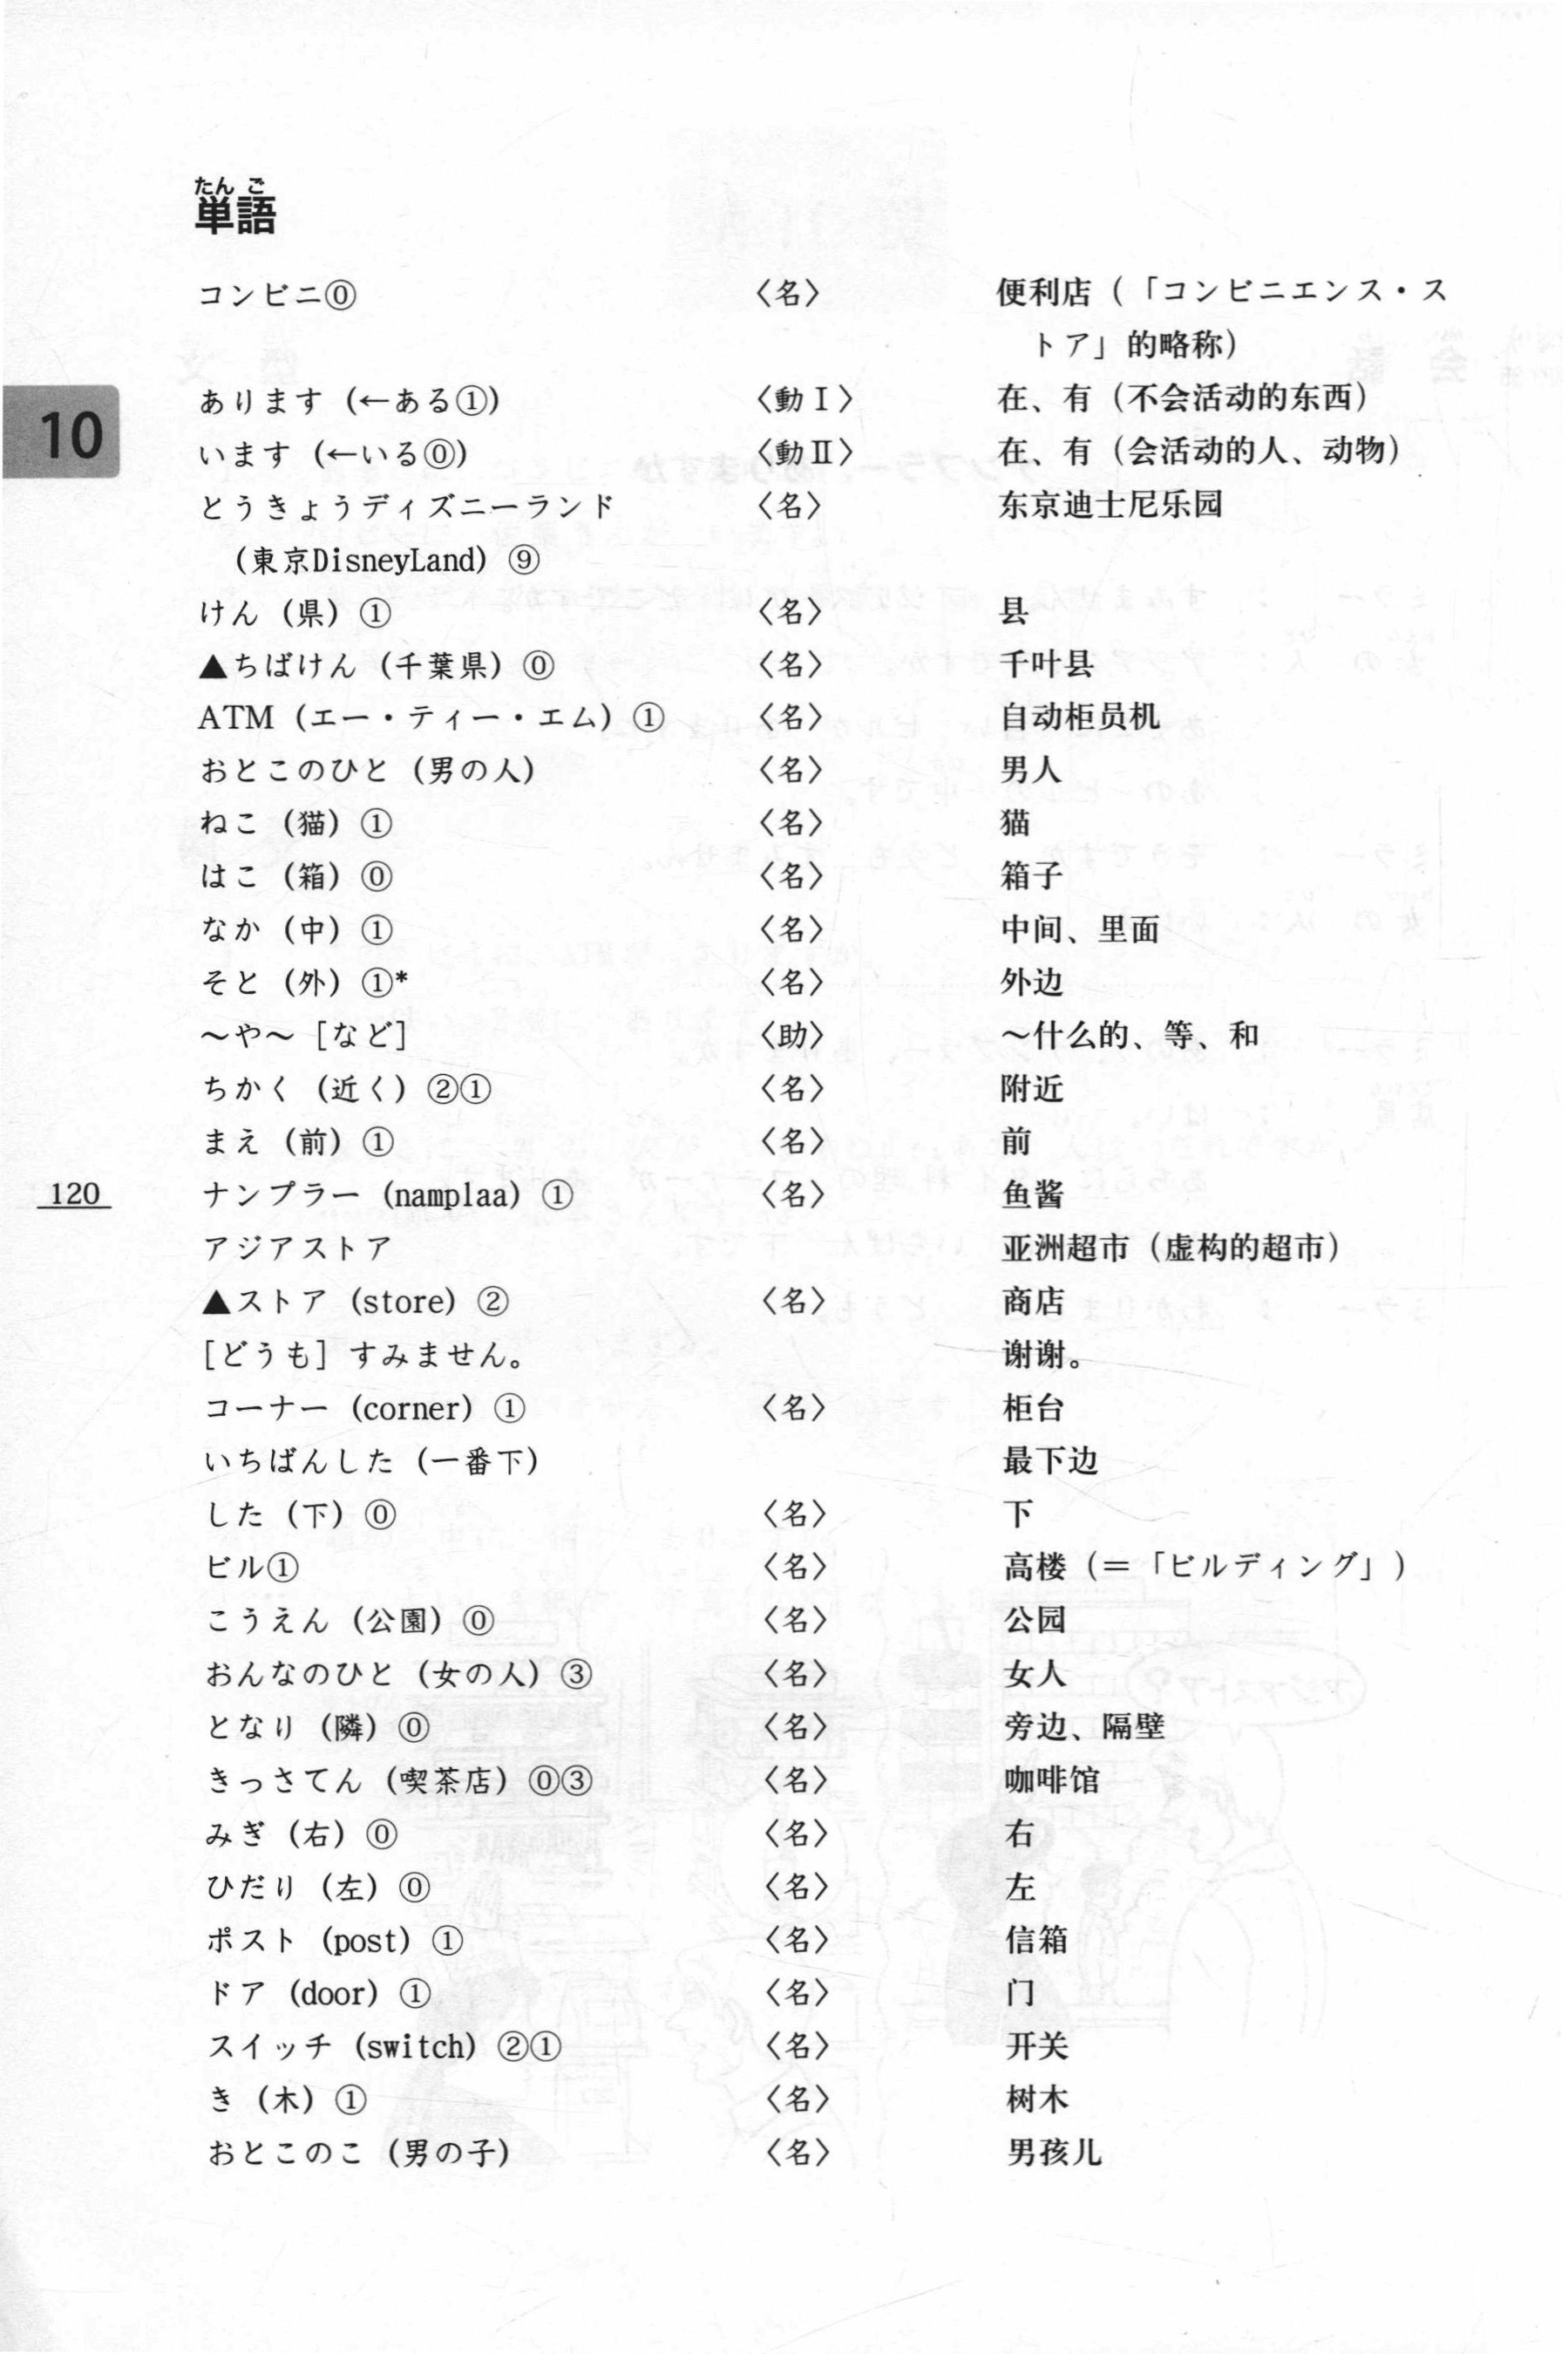 たんご
単語
コンビニ⓪ 〈名〉 便利店（「コンビニエンス・ス
トア」的略称）
あります（←ある①） 〈動Ⅰ〉 在、有（不会活动的东西）
10
います（←いる⓪） 〈動Ⅱ〉 在、有（会活动的人、动物）
とうきょうディズニーランド 〈名〉 东京迪士尼乐园
（東京DisneyLand）⑨
けん（県）① 〈名〉 县
▲ちばけん（千葉県）⓪ 〈名〉 千叶县
ATM（エー・ティー・エム）① 〈名〉 自动柜员机
おとこのひと（男の人） 〈名〉 男人
ねこ（猫）① 〈名〉 猫
はこ（箱）⓪ 〈名〉 箱子
なか（中）① 〈名〉 中间、里面
そと（外）①* 〈名〉 外边
～や～［など］ 〈助〉 ～什么的、等、和
ちかく（近く）②① 〈名〉 附近
まえ（前）① 〈名〉 前
120
ナンプラー（namplaa）① 〈名〉 鱼酱
アジアストア 亚洲超市（虚构的超市）
▲ストア（store）② 〈名〉 商店
［どうも］すみません。 谢谢。
コーナー（corner）① 〈名〉 柜台
いちばんした（一番下） 最下边
した（下）⓪ 〈名〉 下
ビル① 〈名〉 高楼（＝「ビルディング」）
こうえん（公園）⓪ 〈名〉 公园
おんなのひと（女の人）③ 〈名〉 女人
となり（隣）⓪ 〈名〉 旁边、隔壁
きっさてん（喫茶店）⓪③ 〈名〉 咖啡馆
みぎ（右）⓪ 〈名〉 右
ひだり（左）⓪ 〈名〉 左
ポスト（post）① 〈名〉 信箱
ドア（door）① 〈名〉 门
スイッチ（switch）②① 〈名〉 开关
き（木）① 〈名〉 树木
おとこのこ（男の子） 〈名〉 男孩儿